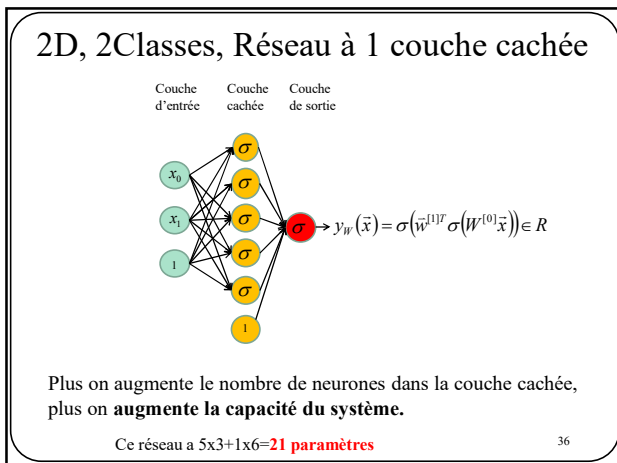 2D, 2Classes, Réseau à 1 couche cachée
Couche d'entrée
Couche cachée
Couche de sortie
x₀
x₁
1
σ
σ
σ
σ
σ
1
σ
y_W(x⃗) = σ(w⃗^[1]T σ(W^[0] x⃗)) ∈ R
Plus on augmente le nombre de neurones dans la couche cachée,
plus on augmente la capacité du système.
Ce réseau a 5x3+1x6=21 paramètres
36